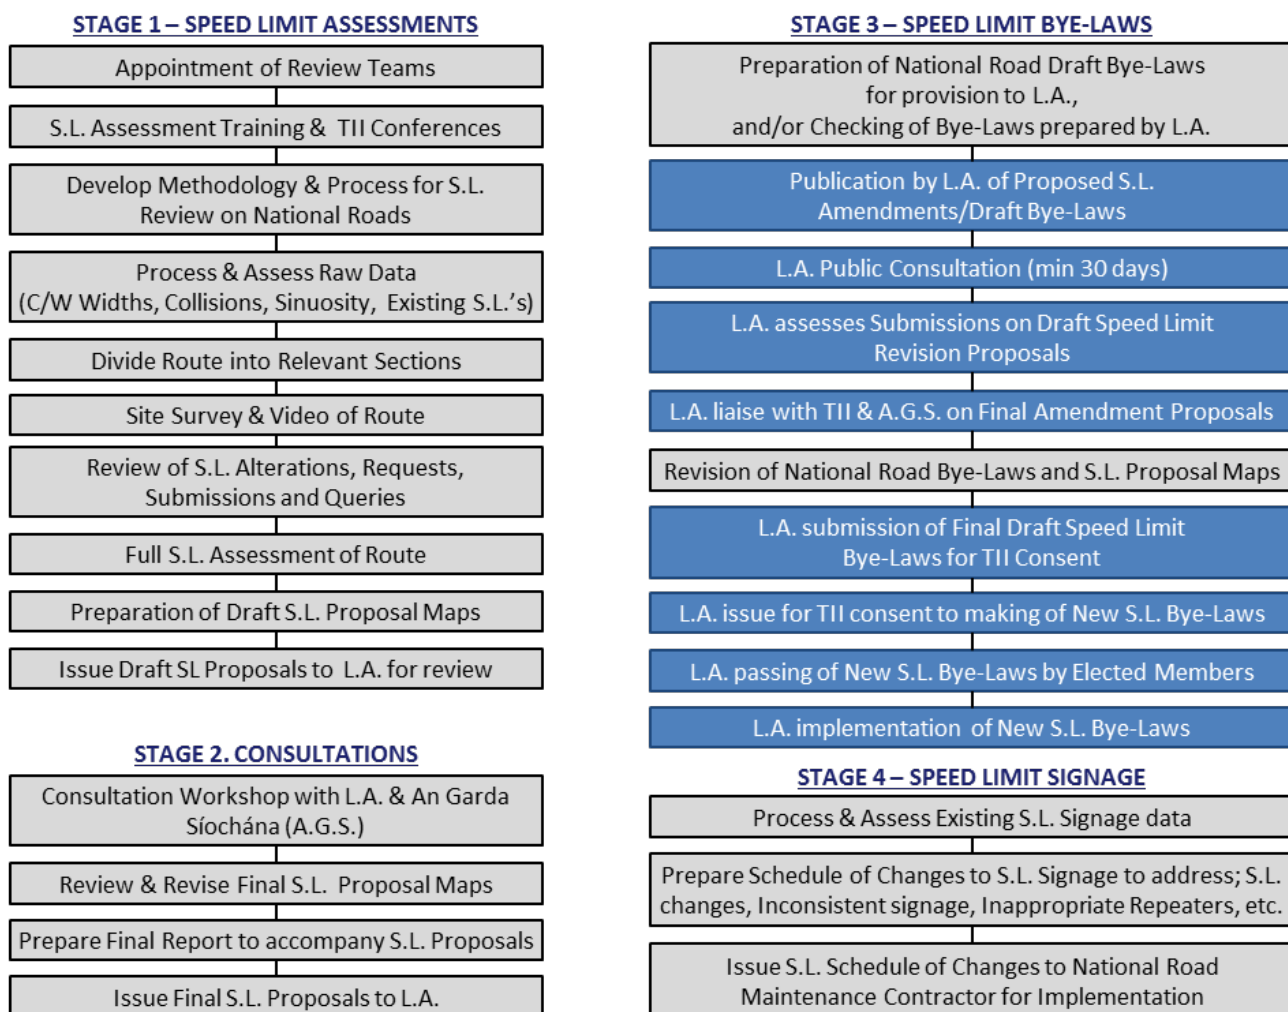 STAGE 1 – SPEED LIMIT ASSESSMENTS
Appointment of Review Teams
S.L. Assessment Training & TII Conferences
Develop Methodology & Process for S.L.
Review on National Roads
Process & Assess Raw Data
(C/W Widths, Collisions, Sinuosity, Existing S.L.'s)
Divide Route into Relevant Sections
Site Survey & Video of Route
Review of S.L. Alterations, Requests,
Submissions and Queries
Full S.L. Assessment of Route
Preparation of Draft S.L. Proposal Maps
Issue Draft SL Proposals to L.A. for review
STAGE 2. CONSULTATIONS
Consultation Workshop with L.A. & An Garda
Síochána (A.G.S.)
Review & Revise Final S.L. Proposal Maps
Prepare Final Report to accompany S.L. Proposals
Issue Final S.L. Proposals to L.A.
STAGE 3 – SPEED LIMIT BYE-LAWS
Preparation of National Road Draft Bye-Laws
for provision to L.A.,
and/or Checking of Bye-Laws prepared by L.A.
Publication by L.A. of Proposed S.L.
Amendments/Draft Bye-Laws
L.A. Public Consultation (min 30 days)
L.A. assesses Submissions on Draft Speed Limit
Revision Proposals
L.A. liaise with TII & A.G.S. on Final Amendment Proposals
Revision of National Road Bye-Laws and S.L. Proposal Maps
L.A. submission of Final Draft Speed Limit
Bye-Laws for TII Consent
L.A. issue for TII consent to making of New S.L. Bye-Laws
L.A. passing of New S.L. Bye-Laws by Elected Members
L.A. implementation of New S.L. Bye-Laws
STAGE 4 – SPEED LIMIT SIGNAGE
Process & Assess Existing S.L. Signage data
Prepare Schedule of Changes to S.L. Signage to address; S.L.
changes, Inconsistent signage, Inappropriate Repeaters, etc.
Issue S.L. Schedule of Changes to National Road
Maintenance Contractor for Implementation